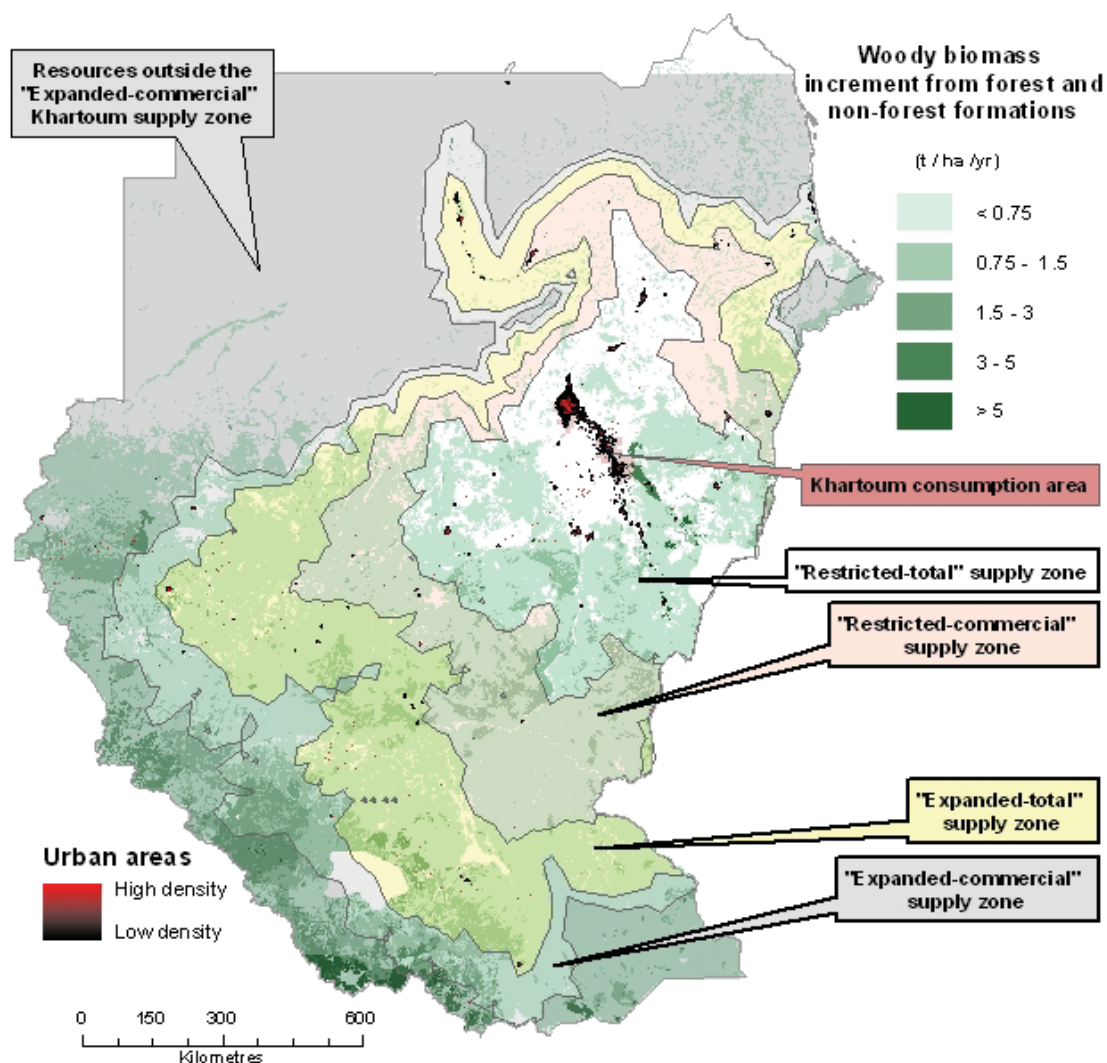 Resources outside the
"Expanded-commercial"
Khartoum supply zone
Woody biomass
increment from forest and
non-forest formations
(t / ha /yr)
< 0.75
0.75 - 1.5
1.5 - 3
3 - 5
> 5
Khartoum consumption area
"Restricted-total" supply zone
"Restricted-commercial"
supply zone
"Expanded-total"
supply zone
"Expanded-commercial"
supply zone
Urban areas
High density
Low density
0 150 300 600
Kilometres